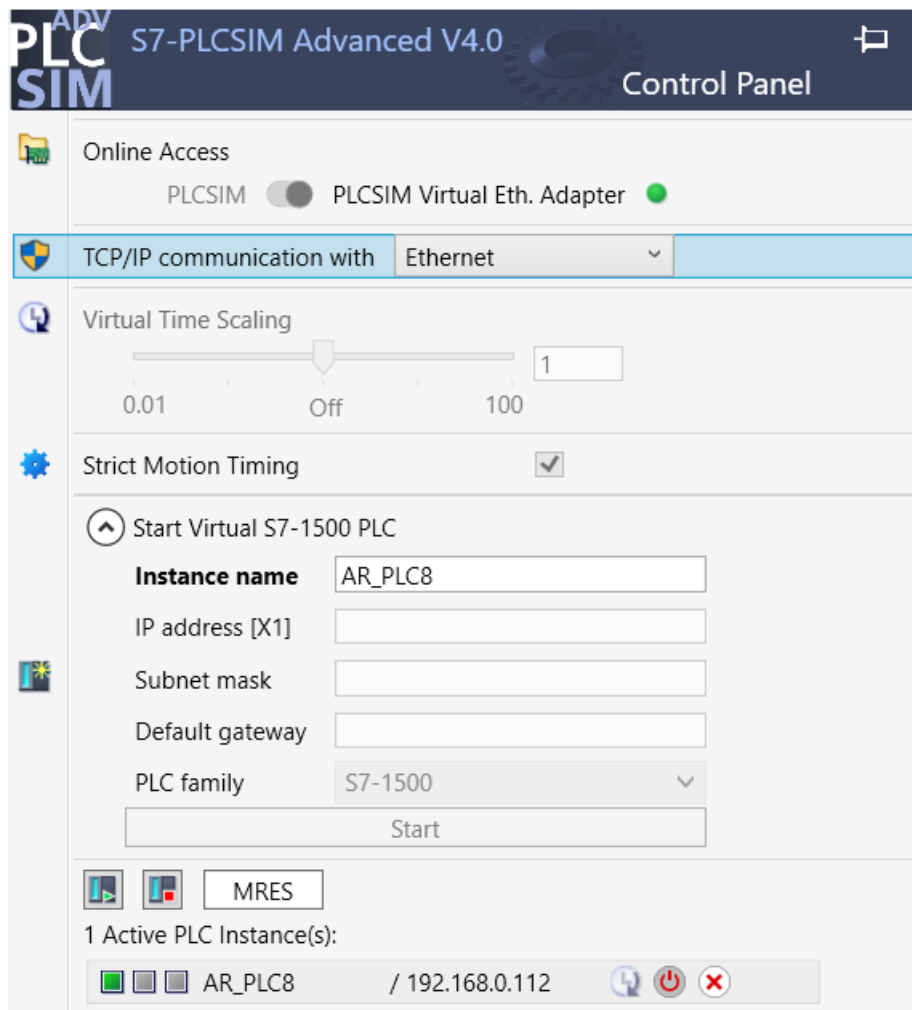 ADV
PLC
SIM
S7-PLCSIM Advanced V4.0
Control Panel
Online Access
PLCSIM PLCSIM Virtual Eth. Adapter
TCP/IP communication with Ethernet
Virtual Time Scaling
1
0.01 Off 100
Strict Motion Timing
Start Virtual S7-1500 PLC
Instance name AR_PLC8
IP address [X1]
Subnet mask
Default gateway
PLC family S7-1500
Start
MRES
1 Active PLC Instance(s):
AR_PLC8 / 192.168.0.112